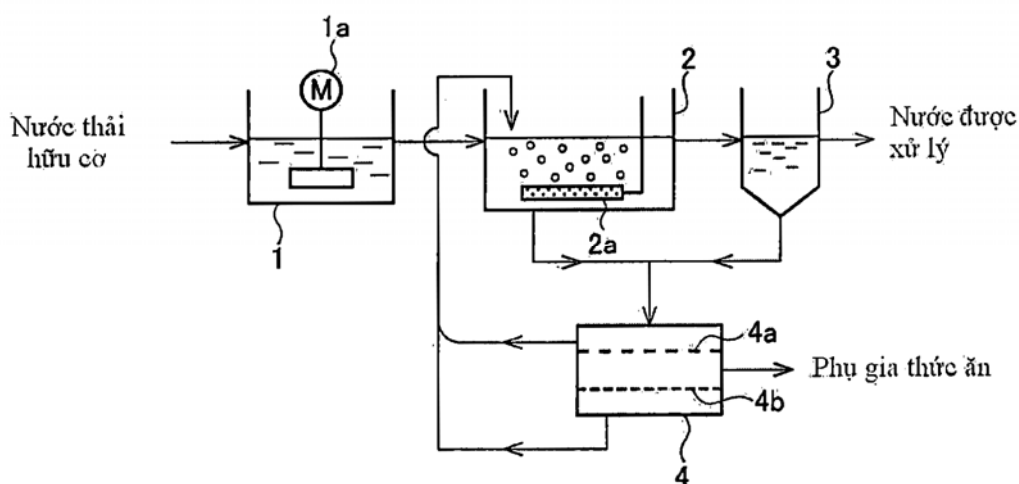 1a
M
2
3
Nước thải
hữu cơ
Nước được
xử lý
1
2a
4a
Phụ gia thức ăn
4b
4